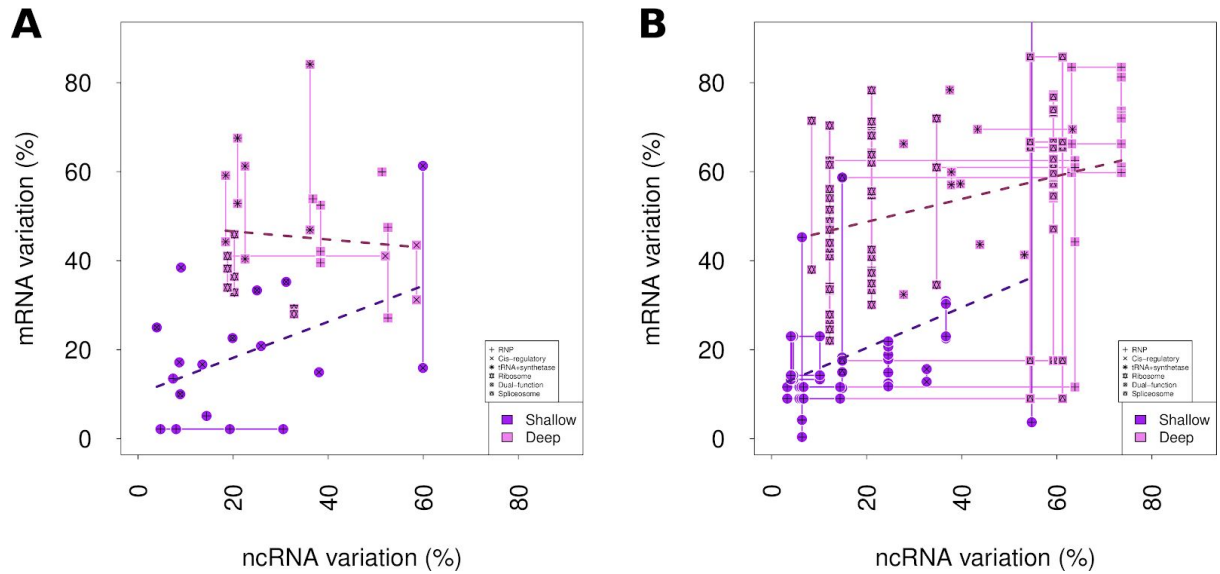 A
mRNA variation (%)
80
60
40
20
0
+ RNP
× Cis-regulatory
tRNA+synthetase
Ribosome
Dual-function
Spliceosome
Shallow
Deep
0 20 40 60 80
ncRNA variation (%)
B
mRNA variation (%)
80
60
40
20
0
+ RNP
× Cis-regulatory
tRNA+synthetase
Ribosome
Dual-function
Spliceosome
Shallow
Deep
0 20 40 60 80
ncRNA variation (%)